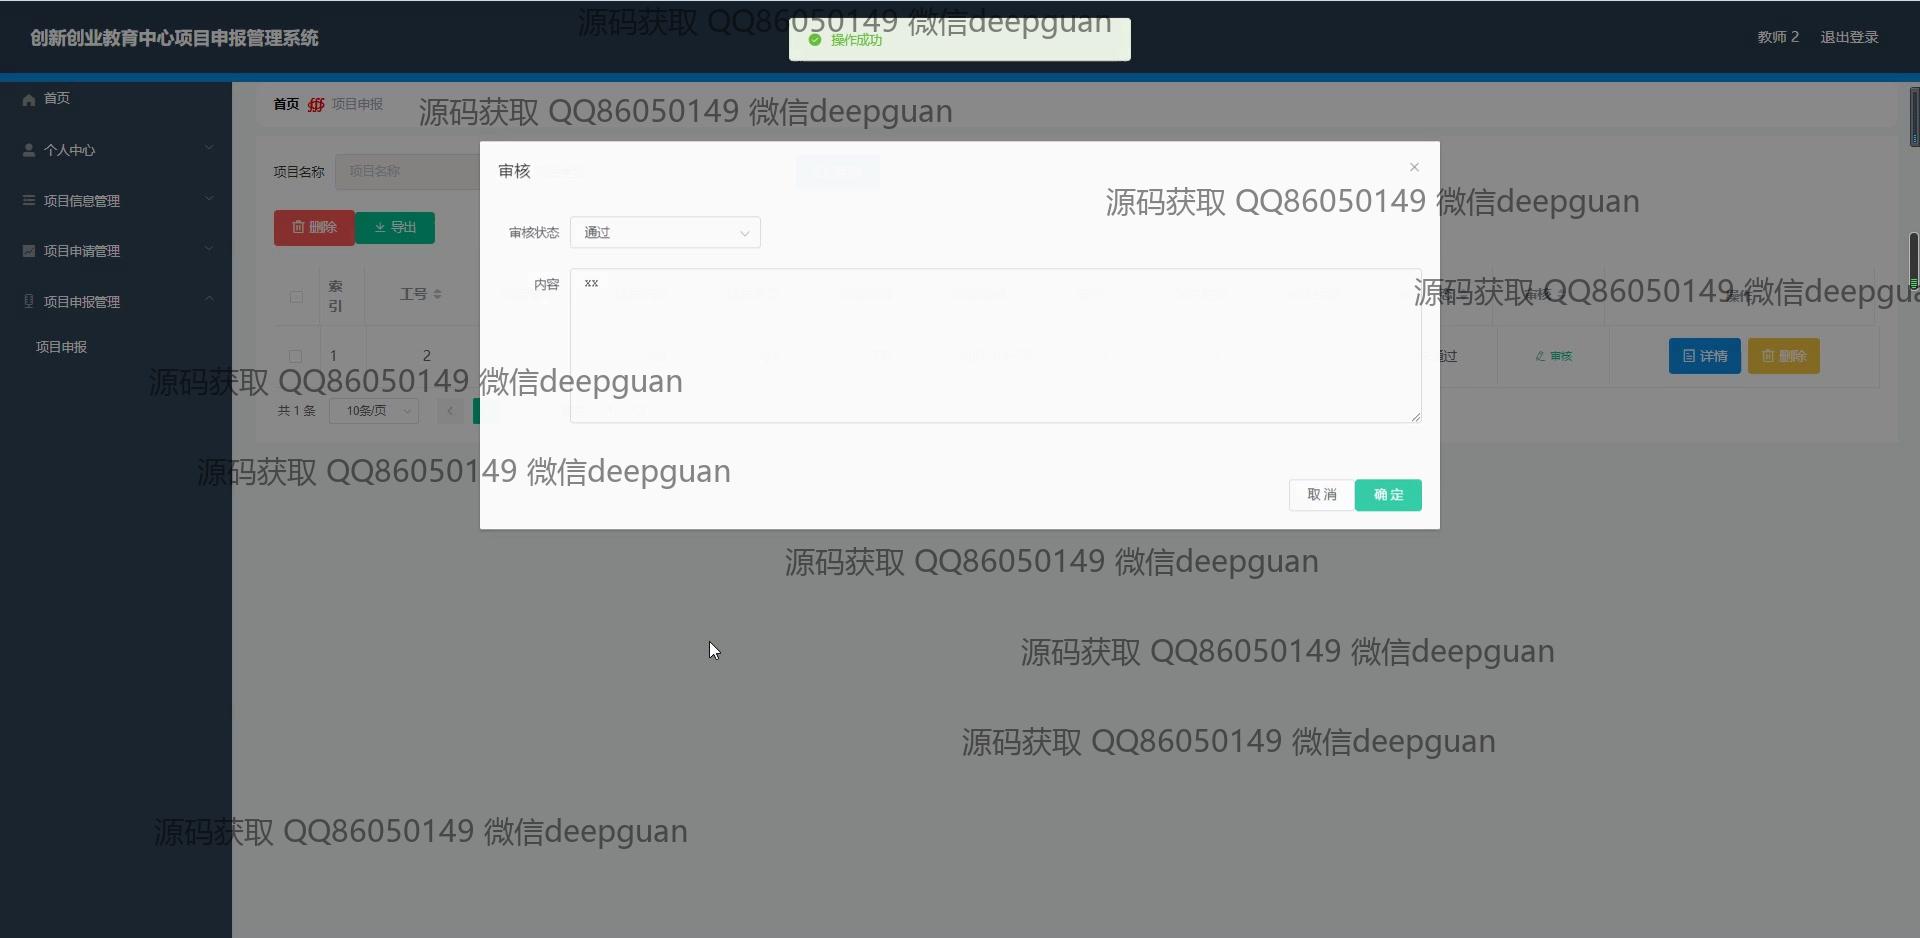 源码获取 QQ86050149 微信deepguan
创新创业教育中心项目申报管理系统
操作成功
教师 2 退出登录
首页
首页 项目申报
源码获取 QQ86050149 微信deepguan
个人中心
项目名称 项目名称
审核
源码获取 QQ86050149 微信deepguan
项目信息管理
删除 导出
审核状态 通过
项目申请管理
内容 xx
索引 工号 审核
源码获取 QQ86050149 微信deepgua
项目申报管理
项目申报
1 2 通过 审核 详情 删除
源码获取 QQ86050149 微信deepguan
共 1 条 10条/页
源码获取 QQ86050149 微信deepguan
取消 确定
源码获取 QQ86050149 微信deepguan
源码获取 QQ86050149 微信deepguan
源码获取 QQ86050149 微信deepguan
源码获取 QQ86050149 微信deepguan